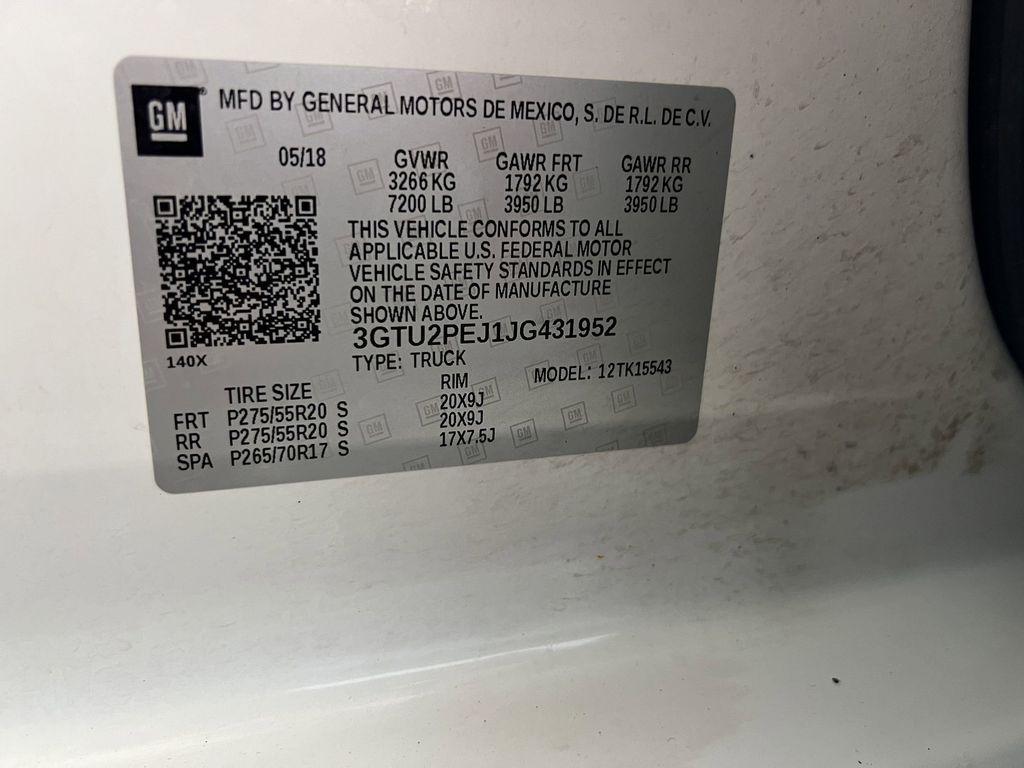 GM
MFD BY GENERAL MOTORS DE MEXICO, S. DE R.L. DE C.V.
05/18 GVWR GAWR FRT GAWR RR
3266 KG 1792 KG 1792 KG
7200 LB 3950 LB 3950 LB
THIS VEHICLE CONFORMS TO ALL
APPLICABLE U.S. FEDERAL MOTOR
VEHICLE SAFETY STANDARDS IN EFFECT
ON THE DATE OF MANUFACTURE
SHOWN ABOVE.
3GTU2PEJ1JG431952
140X
TYPE: TRUCK
MODEL: 12TK15543
TIRE SIZE RIM
FRT P275/55R20 S 20X9J
RR P275/55R20 S 20X9J
SPA P265/70R17 S 17X7.5J